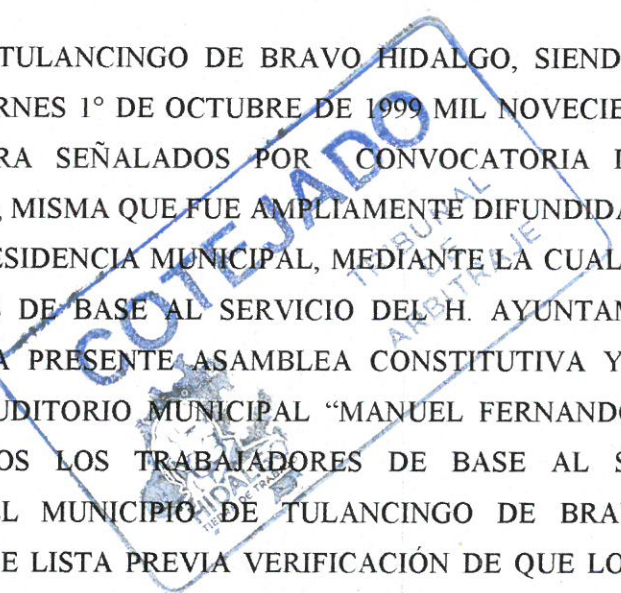 TULANCINGO DE BRAVO HIDALGO, SIEND
RNES 1° DE OCTUBRE DE 1999 MIL NOVECIE
RA SEÑALADOS POR CONVOCATORIA
, MISMA QUE FUE AMPLIAMENTE DIFUNDIDA
ESIDENCIA MUNICIPAL, MEDIANTE LA CUAL
DE BASE AL SERVICIO DEL H. AYUNTAM
A PRESENTE ASAMBLEA CONSTITUTIVA Y
UDITORIO MUNICIPAL “MANUEL FERNANDO
OS LOS TRABAJADORES DE BASE AL S
EL MUNICIPIO DE TULANCINGO DE BRA
E LISTA PREVIA VERIFICACIÓN DE QUE LO
COTEJADO
TRIBUNAL
DE
ARBITRAJE
HIDALGO